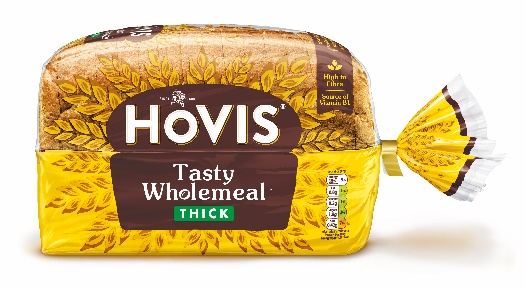 HOVIS
High in
Fibre
Source of
Vitamin B1
Tasty
Wholemeal
THICK